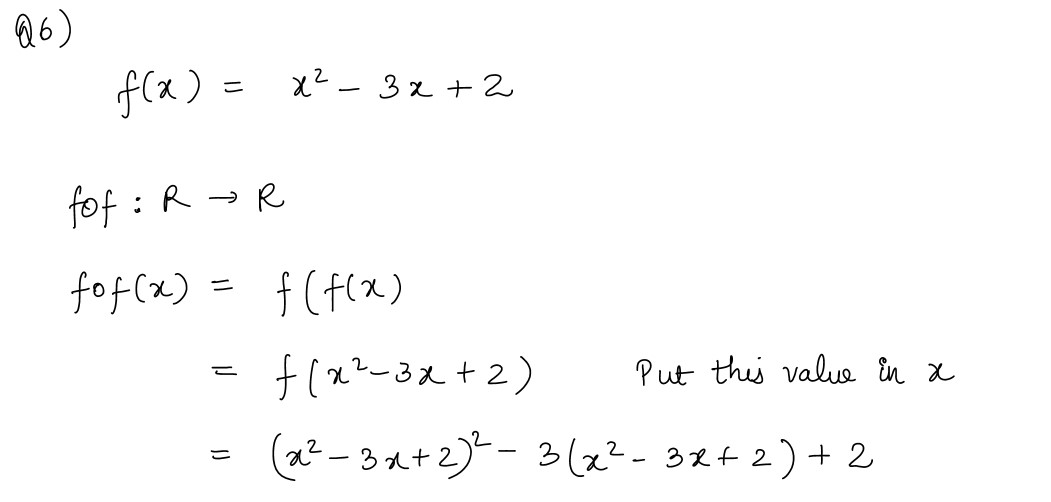 Q6)
f(x) = x² - 3x + 2
fof : R → R
fof(x) = f(f(x)
= f(x²-3x+2) Put this value in x
= (x²-3x+2)² - 3(x²-3x+2)+2